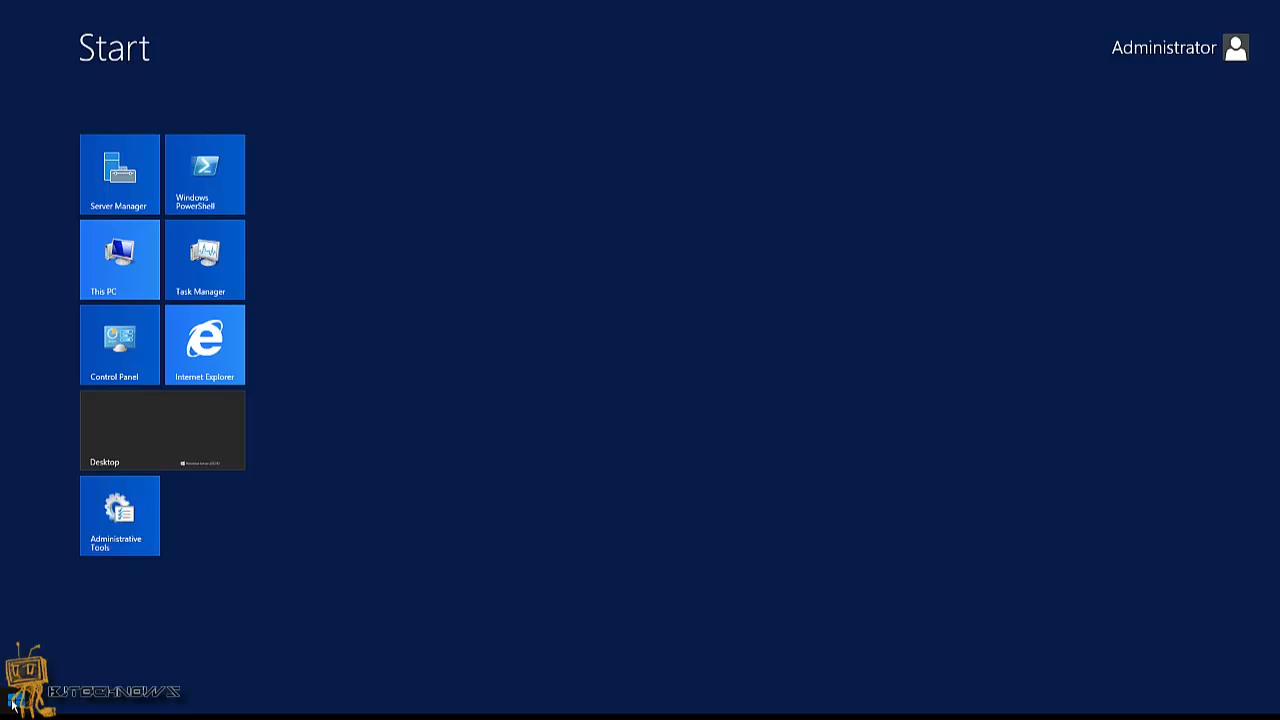 Start
Administrator
Server Manager
Windows
PowerShell
This PC
Task Manager
Control Panel
Internet Explorer
Desktop
Administrative
Tools